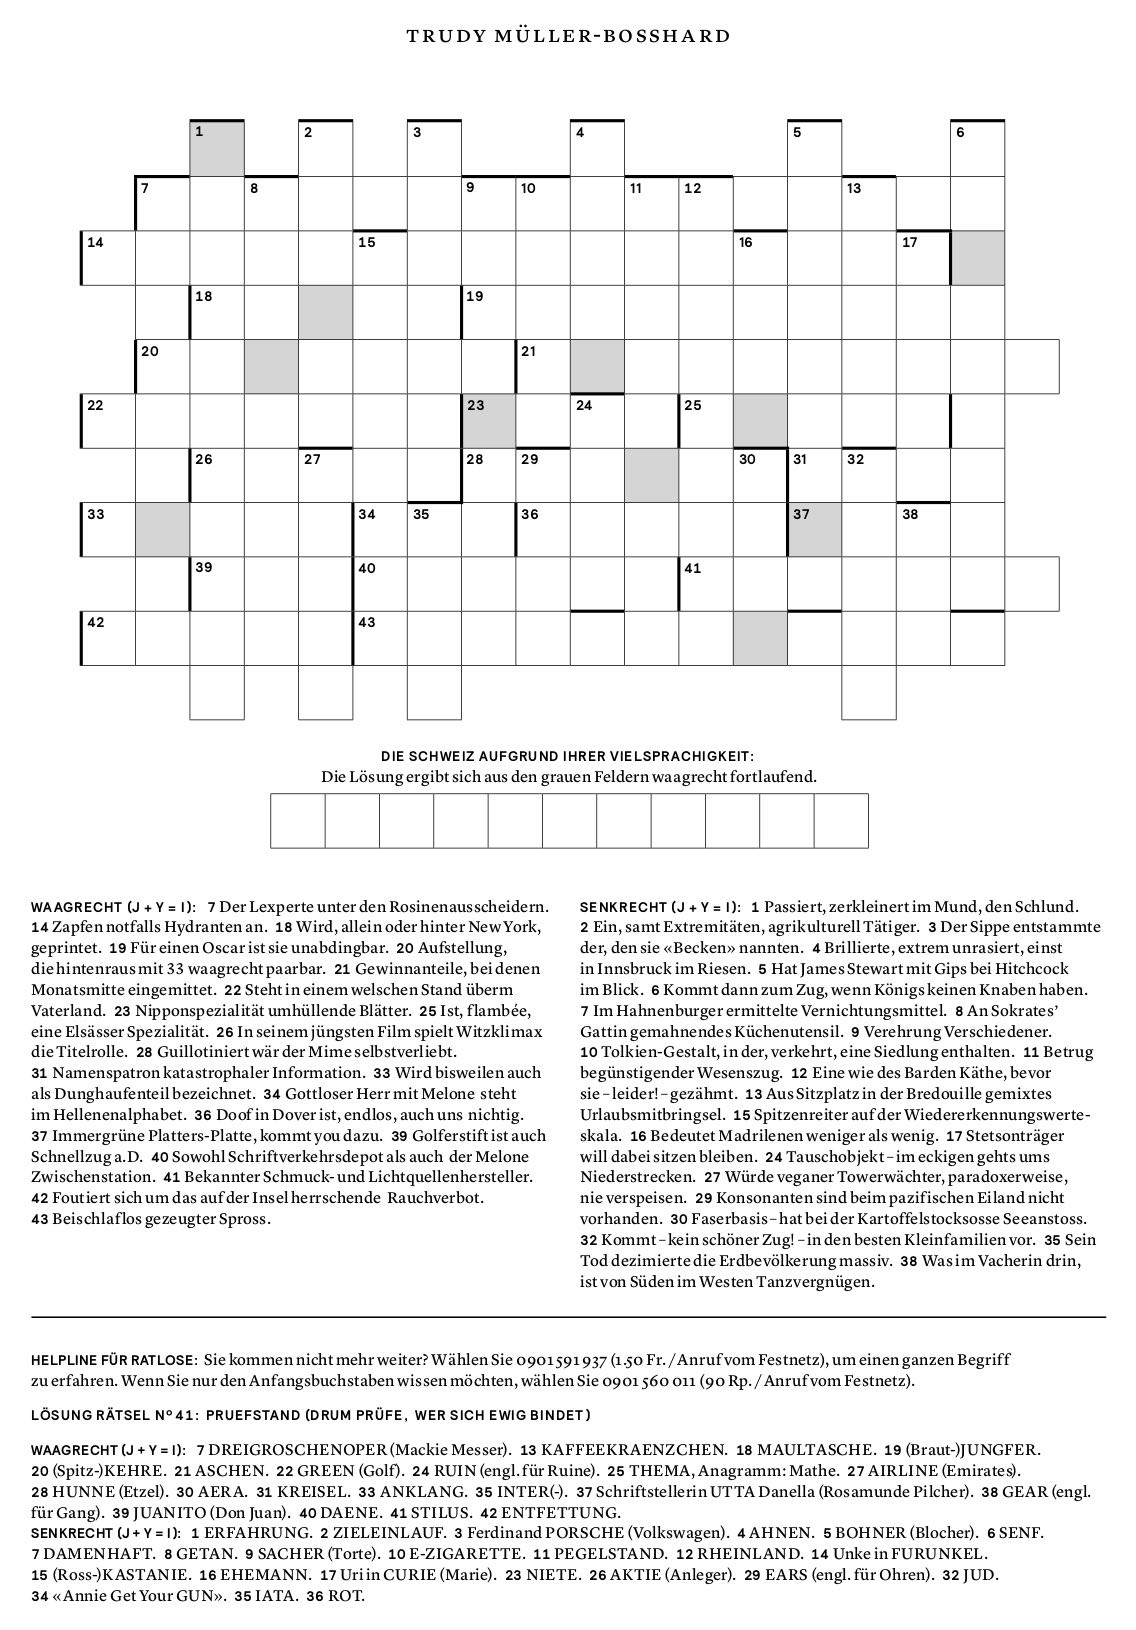 TRUDY MÜLLER-BOSSHARD
1 2 3 4 5 6
7 8 9 10 11 12 13
14 15 16 17
18 19
20 21
22 23 24 25
26 27 28 29 30 31 32
33 34 35 36 37 38
39 40 41
42 43
DIE SCHWEIZ AUFGRUND IHRER VIELSPRACHIGKEIT:
Die Lösung ergibt sich aus den grauen Feldern waagrecht fortlaufend.
WAAGRECHT (J + Y = I): 7 Der Lexperte unter den Rosinenausscheidern.
14 Zapfen notfalls Hydranten an. 18 Wird, allein oder hinter New York,
geprintet. 19 Für einen Oscar ist sie unabdingbar. 20 Aufstellung,
die hintenraus mit 33 waagrecht paarbar. 21 Gewinnanteile, bei denen
Monatsmitte eingemittet. 22 Steht in einem welschen Stand überm
Vaterland. 23 Nipponspezialität umhüllende Blätter. 25 Ist, flambée,
eine Elsässer Spezialität. 26 In seinem jüngsten Film spielt Witzklimax
die Titelrolle. 28 Guillotiniert wär der Mime selbstverliebt.
31 Namenspatron katastrophaler Information. 33 Wird bisweilen auch
als Dunghaufenteil bezeichnet. 34 Gottloser Herr mit Melone steht
im Hellenenalphabet. 36 Doof in Dover ist, endlos, auch uns nichtig.
37 Immergrüne Platters-Platte, kommt you dazu. 39 Golferstift ist auch
Schnellzug a.D. 40 Sowohl Schriftverkehrsdepot als auch der Melone
Zwischenstation. 41 Bekannter Schmuck- und Lichtquellenhersteller.
42 Foutiert sich um das auf der Insel herrschende Rauchverbot.
43 Beischlaflos gezeugter Spross.
SENKRECHT (J + Y = I): 1 Passiert, zerkleinert im Mund, den Schlund.
2 Ein, samt Extremitäten, agrikulturell Tätiger. 3 Der Sippe entstammte
der, den sie «Becken» nannten. 4 Brillierte, extrem unrasiert, einst
in Innsbruck im Riesen. 5 Hat James Stewart mit Gips bei Hitchcock
im Blick. 6 Kommt dann zum Zug, wenn Königs keinen Knaben haben.
7 Im Hahnenburger ermittelte Vernichtungsmittel. 8 An Sokrates'
Gattin gemahnendes Küchenutensil. 9 Verehrung Verschiedener.
10 Tolkien-Gestalt, in der, verkehrt, eine Siedlung enthalten. 11 Betrug
begünstigender Wesenszug. 12 Eine wie des Barden Käthe, bevor
sie – leider! – gezähmt. 13 Aus Sitzplatz in der Bredouille gemixtes
Urlaubsmitbringsel. 15 Spitzenreiter auf der Wiedererkennungswerte-
skala. 16 Bedeutet Madrilenen weniger als wenig. 17 Stetsonträger
will dabei sitzen bleiben. 24 Tauschobjekt – im eckigen gehts ums
Niederstrecken. 27 Würde veganer Towerwächter, paradoxerweise,
nie verspeisen. 29 Konsonanten sind beim pazifischen Eiland nicht
vorhanden. 30 Faserbasis – hat bei der Kartoffelstocksosse Seeanstoss.
32 Kommt – kein schöner Zug! – in den besten Kleinfamilien vor. 35 Sein
Tod dezimierte die Erdbevölkerung massiv. 38 Was im Vacherin drin,
ist von Süden im Westen Tanzvergnügen.
HELPLINE FÜR RATLOSE: Sie kommen nicht mehr weiter? Wählen Sie 0901 591 937 (1.50 Fr. / Anruf vom Festnetz), um einen ganzen Begriff
zu erfahren. Wenn Sie nur den Anfangsbuchstaben wissen möchten, wählen Sie 0901 560 011 (90 Rp. / Anruf vom Festnetz).
LÖSUNG RÄTSEL Nº 41: PRUEFSTAND (DRUM PRÜFE, WER SICH EWIG BINDET)
WAAGRECHT (J + Y = I): 7 DREIGROSCHENOPER (Mackie Messer). 13 KAFFEEKRAENZCHEN. 18 MAULTASCHE. 19 (Braut-)JUNGFER.
20 (Spitz-)KEHRE. 21 ASCHEN. 22 GREEN (Golf). 24 RUIN (engl. für Ruine). 25 THEMA, Anagramm: Mathe. 27 AIRLINE (Emirates).
28 HUNNE (Etzel). 30 AERA. 31 KREISEL. 33 ANKLANG. 35 INTER(-). 37 Schriftstellerin UTTA Danella (Rosamunde Pilcher). 38 GEAR (engl.
für Gang). 39 JUANITO (Don Juan). 40 DAENE. 41 STILUS. 42 ENTFETTUNG.
SENKRECHT (J + Y = I): 1 ERFAHRUNG. 2 ZIELEINLAUF. 3 Ferdinand PORSCHE (Volkswagen). 4 AHNEN. 5 BOHNER (Blocher). 6 SENF.
7 DAMENHAFT. 8 GETAN. 9 SACHER (Torte). 10 E-ZIGARETTE. 11 PEGELSTAND. 12 RHEINLAND. 14 Unke in FURUNKEL.
15 (Ross-)KASTANIE. 16 EHEMANN. 17 Uri in CURIE (Marie). 23 NIETE. 26 AKTIE (Anleger). 29 EARS (engl. für Ohren). 32 JUD.
34 «Annie Get Your GUN». 35 IATA. 36 ROT.